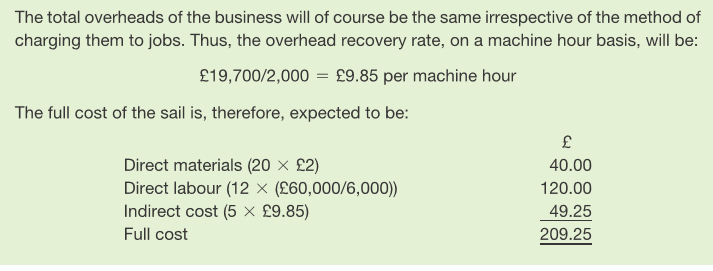 The total overheads of the business will of course be the same irrespective of the method of
charging them to jobs. Thus, the overhead recovery rate, on a machine hour basis, will be:
£19,700/2,000 = £9.85 per machine hour
The full cost of the sail is, therefore, expected to be:
£
Direct materials (20 × £2) 40.00
Direct labour (12 × (£60,000/6,000)) 120.00
Indirect cost (5 × £9.85) 49.25
Full cost 209.25